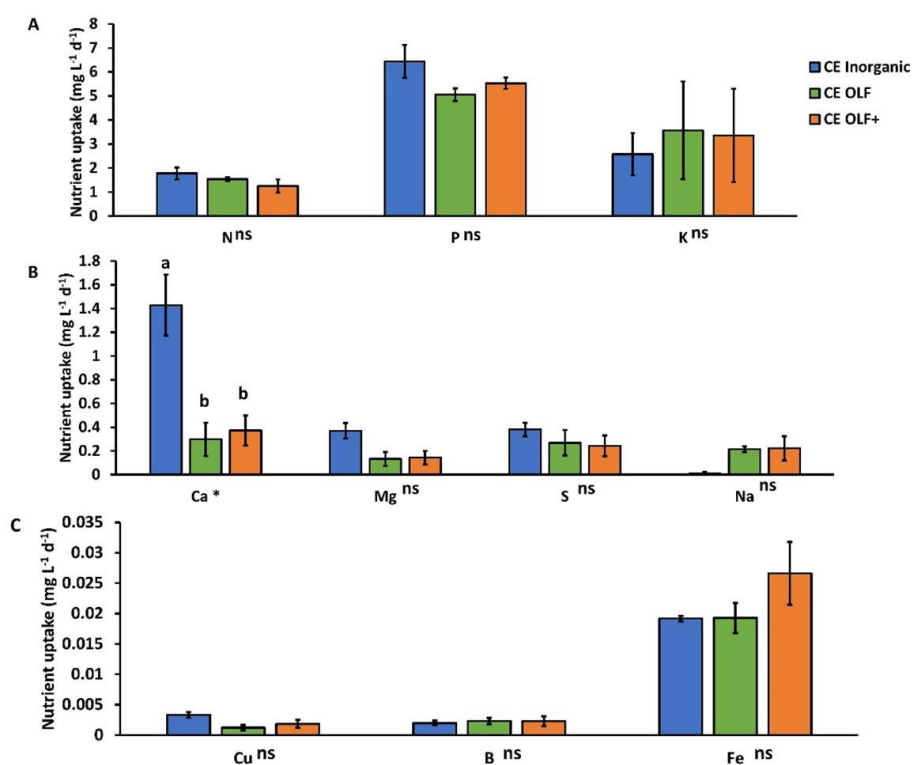 A
Nutrient uptake (mg L⁻¹ d⁻¹)
8
7
6
5
4
3
2
1
0
N ns
P ns
K ns
CE Inorganic
CE OLF
CE OLF+
B
Nutrient uptake (mg L⁻¹ d⁻¹)
1.8
1.6
1.4
1.2
1
0.8
0.6
0.4
0.2
0
a
b
b
Ca *
Mg ns
S ns
Na ns
C
Nutrient uptake (mg L⁻¹ d⁻¹)
0.035
0.03
0.025
0.02
0.015
0.01
0.005
0
Cu ns
B ns
Fe ns